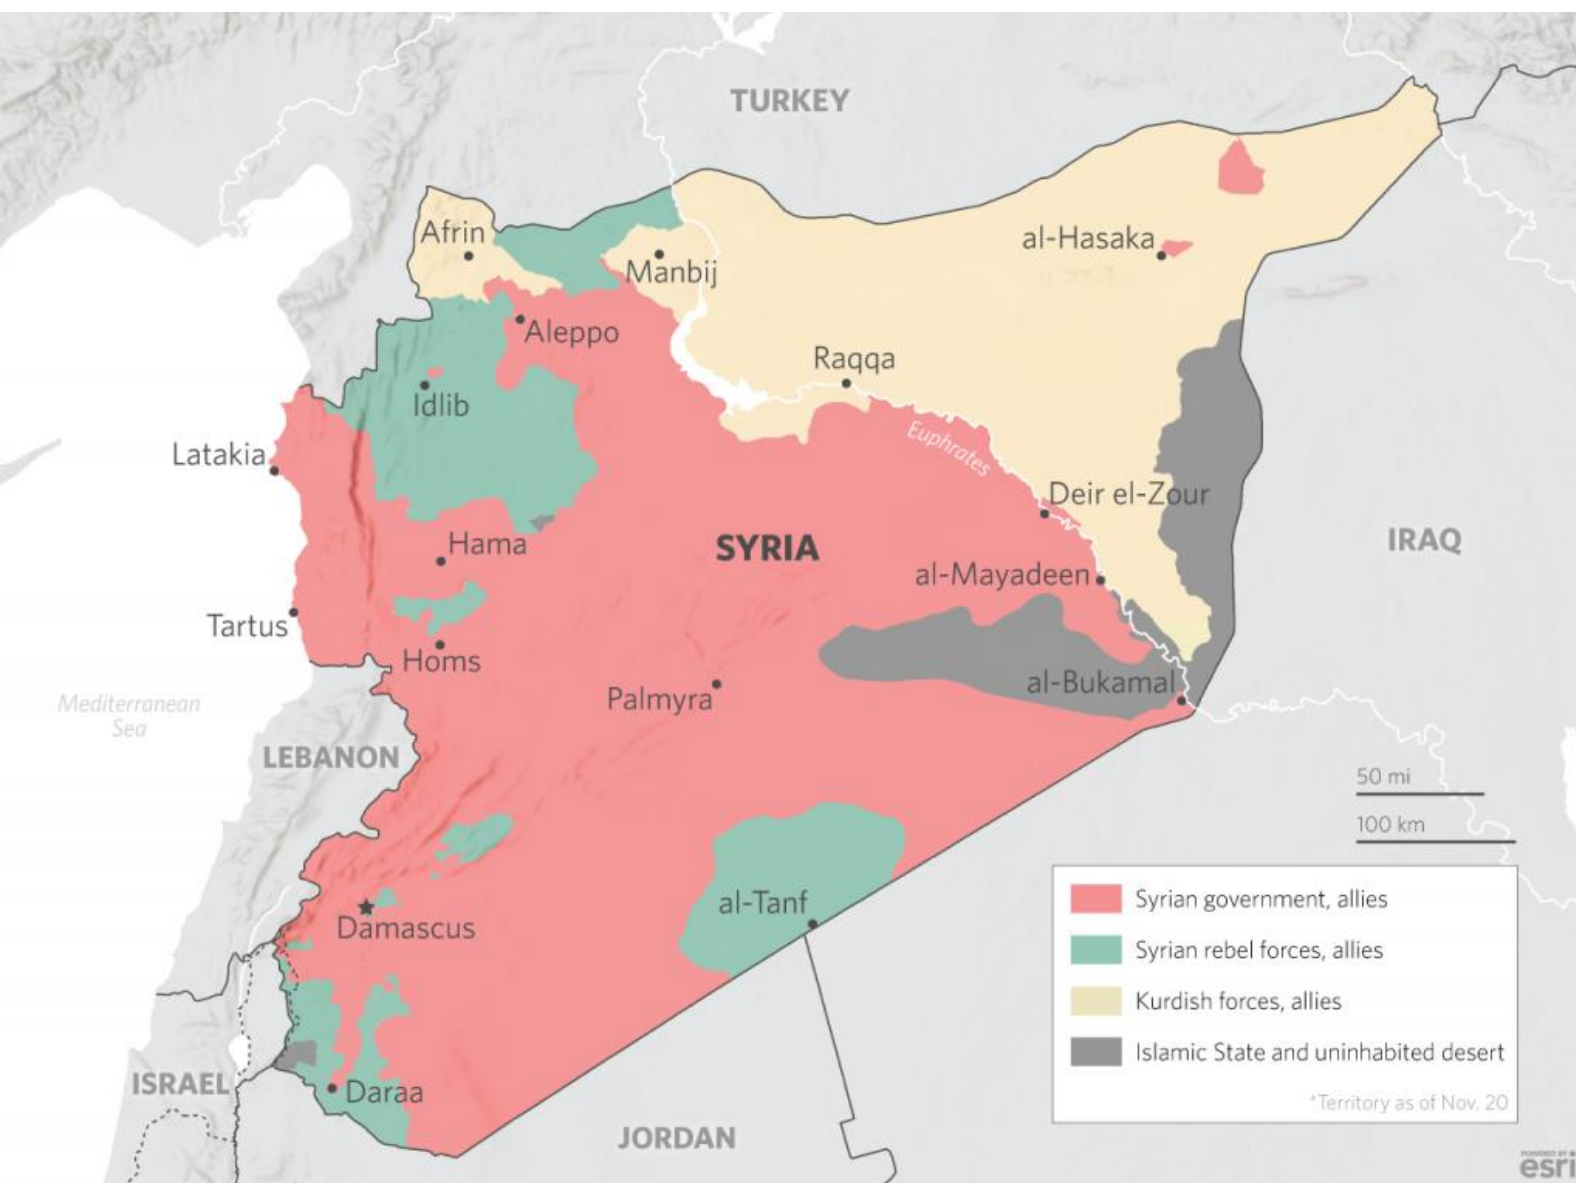 TURKEY
Afrin
Manbij
al-Hasaka
Aleppo
Raqqa
Idlib
Euphrates
Latakia
Deir el-Zour
Hama
SYRIA
IRAQ
al-Mayadeen
Tartus
Homs
Palmyra
al-Bukamal
Mediterranean
Sea
LEBANON
50 mi
100 km
al-Tanf
Damascus
Syrian government, allies
Syrian rebel forces, allies
Kurdish forces, allies
Islamic State and uninhabited desert
*Territory as of Nov. 20
ISRAEL
Daraa
JORDAN
POWERED BY
esri